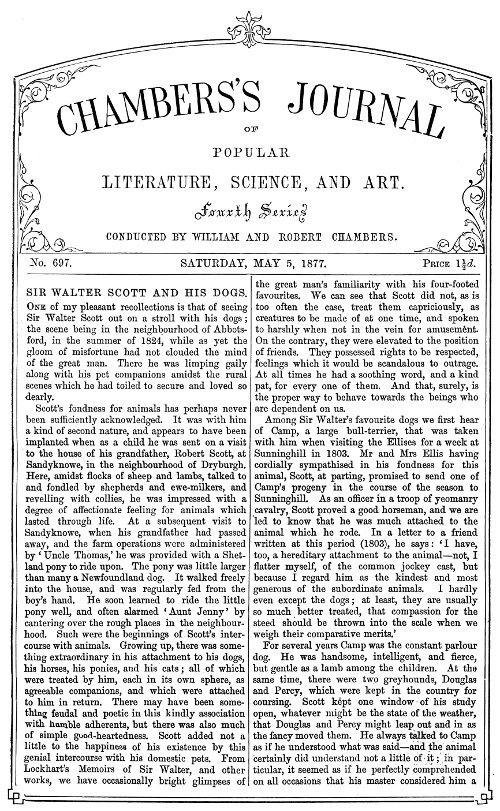 CHAMBERS'S JOURNAL
OF
POPULAR
LITERATURE, SCIENCE, AND ART.
Fourth Series
CONDUCTED BY WILLIAM AND ROBERT CHAMBERS.
No. 697.
SATURDAY, MAY 5, 1877.
PRICE 1½d.
SIR WALTER SCOTT AND HIS DOGS.
ONE of my pleasant recollections is that of seeing
Sir Walter Scott out on a stroll with his dogs;
the scene being in the neighbourhood of Abbots-
ford, in the summer of 1824, while as yet the
gloom of misfortune had not clouded the mind
of the great man. There he was limping gaily
along with his pet companions amidst the rural
scenes which he had toiled to secure and loved so
dearly.
Scott's fondness for animals has perhaps never
been sufficiently acknowledged. It was with him
a kind of second nature, and appears to have been
implanted when as a child he was sent on a visit
to the house of his grandfather, Robert Scott, at
Sandyknowe, in the neighbourhood of Dryburgh.
Here, amidst flocks of sheep and lambs, talked to
and fondled by shepherds and ewe-milkers, and
revelling with collies, he was impressed with a
degree of affectionate feeling for animals which
lasted through life. At a subsequent visit to
Sandyknowe, when his grandfather had passed
away, and the farm operations were administered
by 'Uncle Thomas,' he was provided with a Shet-
land pony to ride upon. The pony was little larger
than many a Newfoundland dog. It walked freely
into the house, and was regularly fed from the
boy's hand. He soon learned to ride the little
pony well, and often alarmed 'Aunt Jenny' by
cantering over the rough places in the neighbour-
hood. Such were the beginnings of Scott's inter-
course with animals. Growing up, there was some-
thing extraordinary in his attachment to his dogs,
his horses, his ponies, and his cats; all of which
were treated by him, each in its own sphere, as
agreeable companions, and which were attached
to him in return. There may have been some-
thing feudal and poetic in this kindly association
with humble adherents, but there was also much
of simple good-heartedness. Scott added not a
little to the happiness of his existence by this
genial intercourse with his domestic pets. From
Lockhart's Memoirs of Sir Walter, and other
works, we have occasionally bright glimpses of
the great man's familiarity with his four-footed
favourites. We can see that Scott did not, as is
too often the case, treat them capriciously, as
creatures to be made of at one time, and spoken
to harshly when not in the vein for amusement.
On the contrary, they were elevated to the position
of friends. They possessed rights to be respected,
feelings which it would be scandalous to outrage.
At all times he had a soothing word, and a kind
pat, for every one of them. And that, surely, is
the proper way to behave towards the beings who
are dependent on us.
Among Sir Walter's favourite dogs we first hear
of Camp, a large bull-terrier, that was taken
with him when visiting the Ellises for a week at
Sunninghill in 1803. Mr and Mrs Ellis having
cordially sympathised in his fondness for this
animal, Scott, at parting, promised to send one of
Camp's progeny in the course of the season to
Sunninghill. As an officer in a troop of yeomanry
cavalry, Scott proved a good horseman, and we are
led to know that he was much attached to the
animal which he rode. In a letter to a friend
written at this period (1803), he says: 'I have,
too, a hereditary attachment to the animal—not, I
flatter myself, of the common jockey cast, but
because I regard him as the kindest and most
generous of the subordinate animals. I hardly
even except the dogs; at least, they are usually
so much better treated, that compassion for the
steed should be thrown into the scale when we
weigh their comparative merits.'
For several years Camp was the constant parlour
dog. He was handsome, intelligent, and fierce,
but gentle as a lamb among the children. At the
same time, there were two greyhounds, Douglas
and Percy, which were kept in the country for
coursing. Scott kept one window of his study
open, whatever might be the state of the weather,
that Douglas and Percy might leap out and in as
the fancy moved them. He always talked to Camp
as if he understood what was said—and the animal
certainly did understand not a little of it; in par-
ticular, it seemed as if he perfectly comprehended
on all occasions that his master considered him a